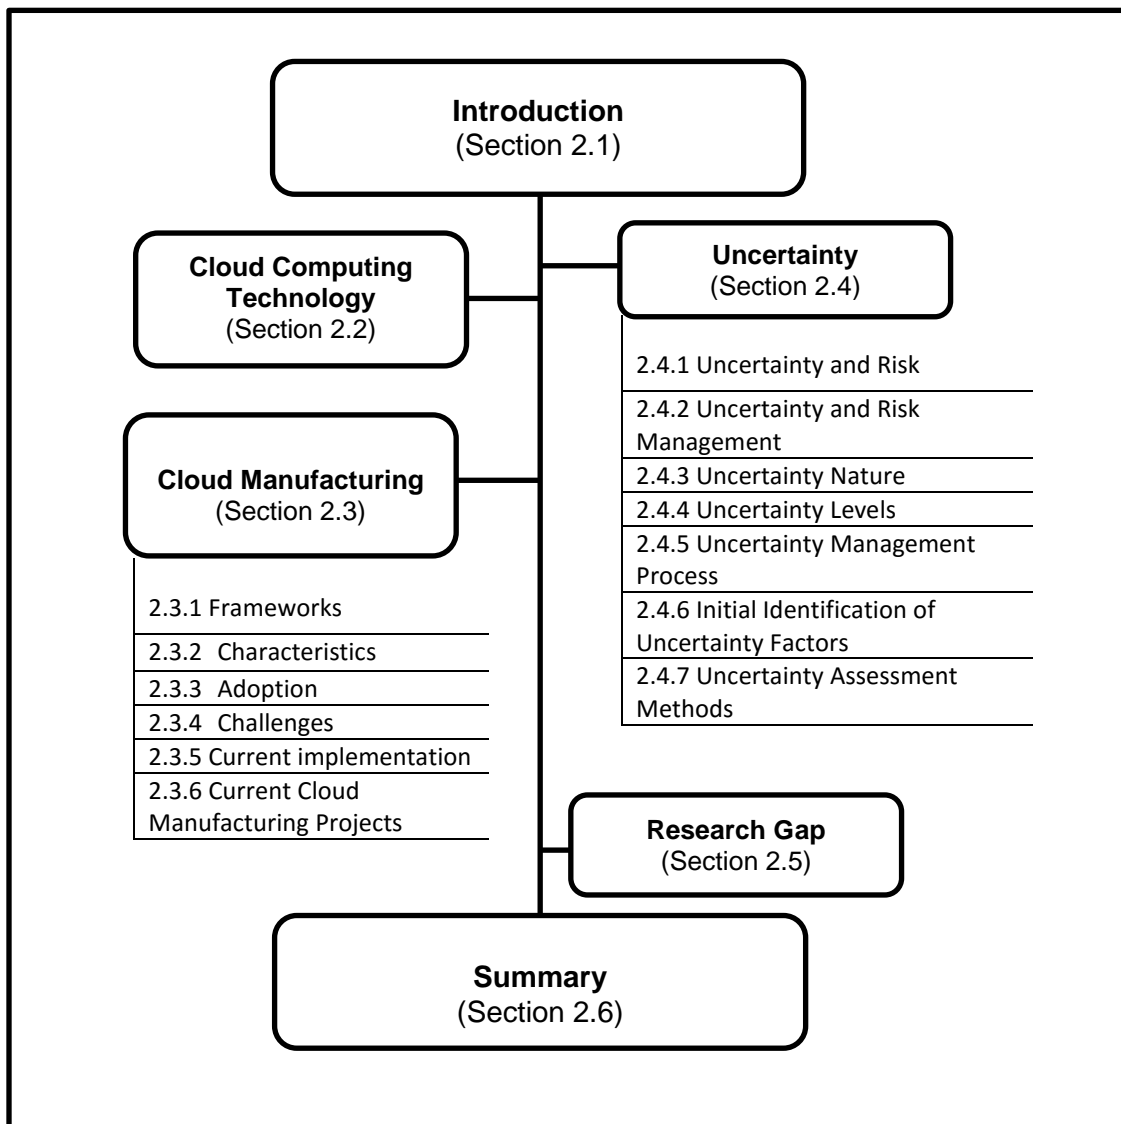 Introduction
(Section 2.1)
Cloud Computing
Technology
(Section 2.2)
Cloud Manufacturing
(Section 2.3)
2.3.1 Frameworks
2.3.2 Characteristics
2.3.3 Adoption
2.3.4 Challenges
2.3.5 Current implementation
2.3.6 Current Cloud
Manufacturing Projects
Uncertainty
(Section 2.4)
2.4.1 Uncertainty and Risk
2.4.2 Uncertainty and Risk
Management
2.4.3 Uncertainty Nature
2.4.4 Uncertainty Levels
2.4.5 Uncertainty Management
Process
2.4.6 Initial Identification of
Uncertainty Factors
2.4.7 Uncertainty Assessment
Methods
Research Gap
(Section 2.5)
Summary
(Section 2.6)